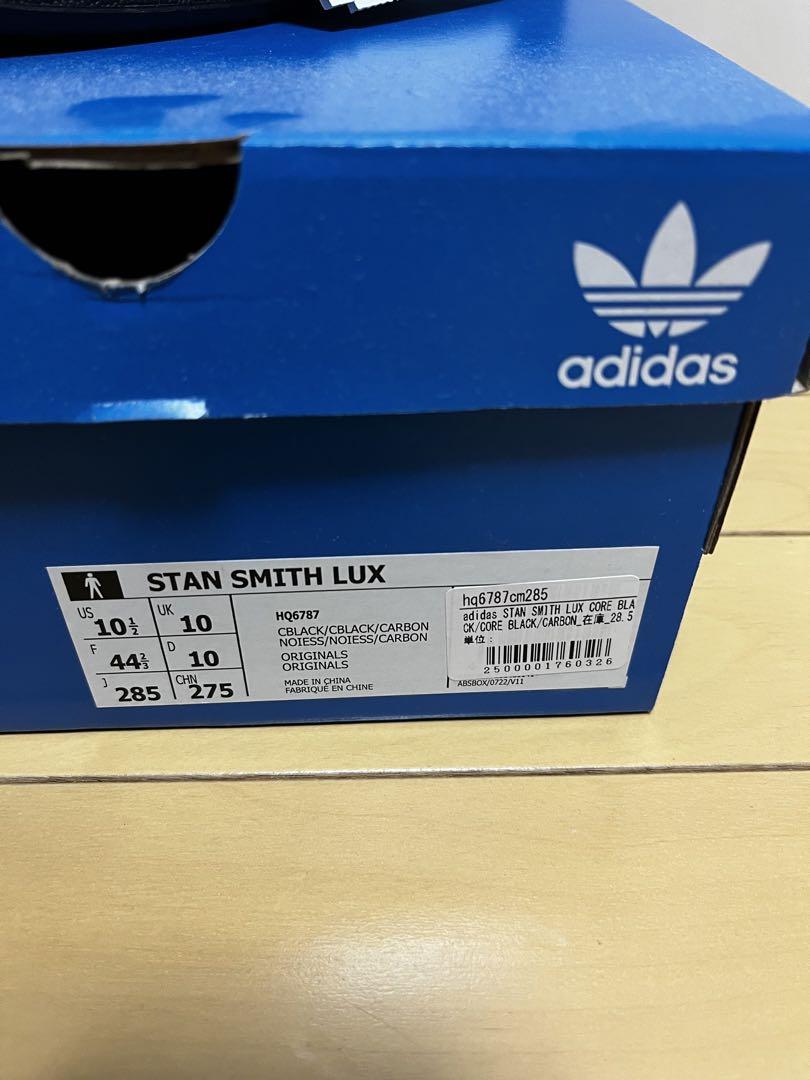 adidas
STAN SMITH LUX
US 10½
UK 10
F 44⅔
D 10
J 285
CHN 275
HQ6787
CBLACK/CBLACK/CARBON
NOIESS/NOIESS/CARBON
ORIGINALS
ORIGINALS
MADE IN CHINA
FABRIQUÉ EN CHINE
hq6787cm285
adidas STAN SMITH LUX CORE BLA
CK/CORE BLACK/CARBON_在庫_28.5
単位:
2500001760326
ABSBOX/0722/V11